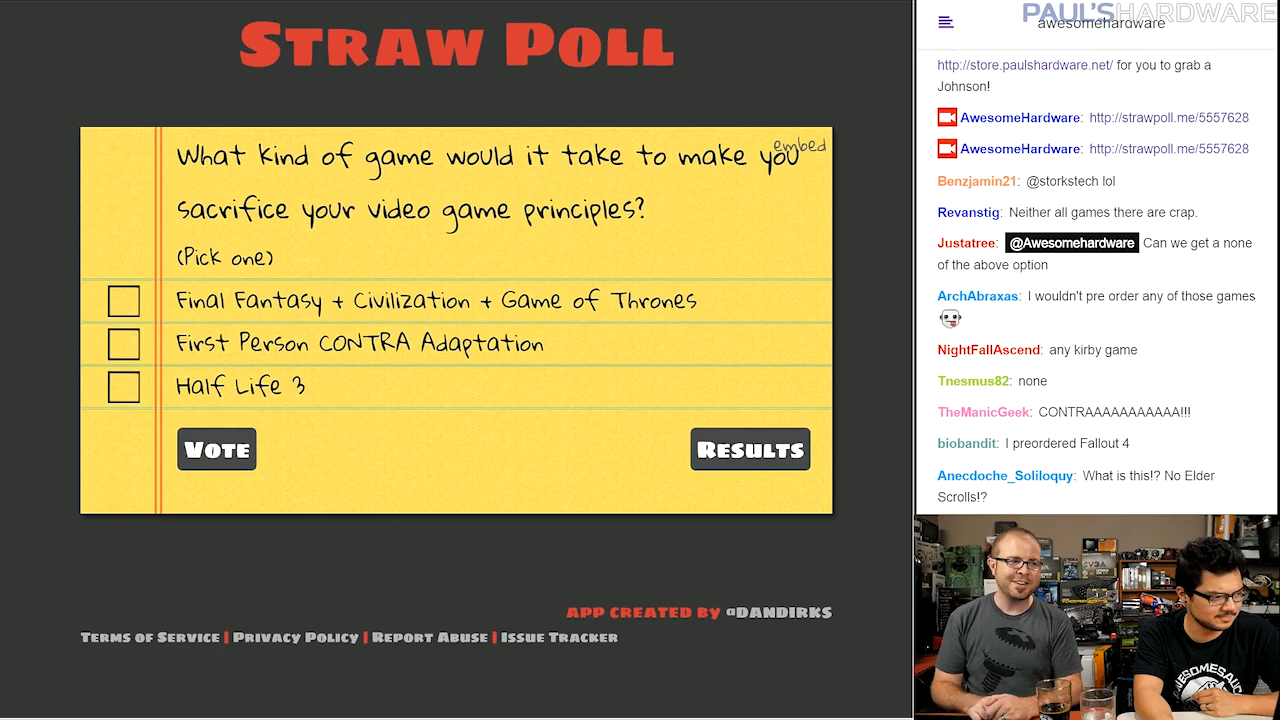 STRAW POLL
embed
What kind of game would it take to make you
sacrifice your video game principles?
(Pick one)
Final Fantasy + Civilization + Game of Thrones
First Person CONTRA Adaptation
Half Life 3
VOTE
RESULTS
APP CREATED BY @DANDIRKS
TERMS OF SERVICE | PRIVACY POLICY | REPORT ABUSE | ISSUE TRACKER
PAUL'S HARDWARE
awesomehardware
http://store.paulshardware.net/ for you to grab a
Johnson!
AwesomeHardware: http://strawpoll.me/5557628
AwesomeHardware: http://strawpoll.me/5557628
Benzjamin21: @storkstech lol
Revanstig: Neither all games there are crap.
Justatree: @Awesomehardware Can we get a none
of the above option
ArchAbraxas: I wouldn't pre order any of those games
NightFallAscend: any kirby game
Tnesmus82: none
TheManicGeek: CONTRAAAAAAAAAAA!!!
biobandit: I preordered Fallout 4
Anecdoche_Soliloquy: What is this!? No Elder
Scrolls!?
EVGA
AWESOMESAUCE